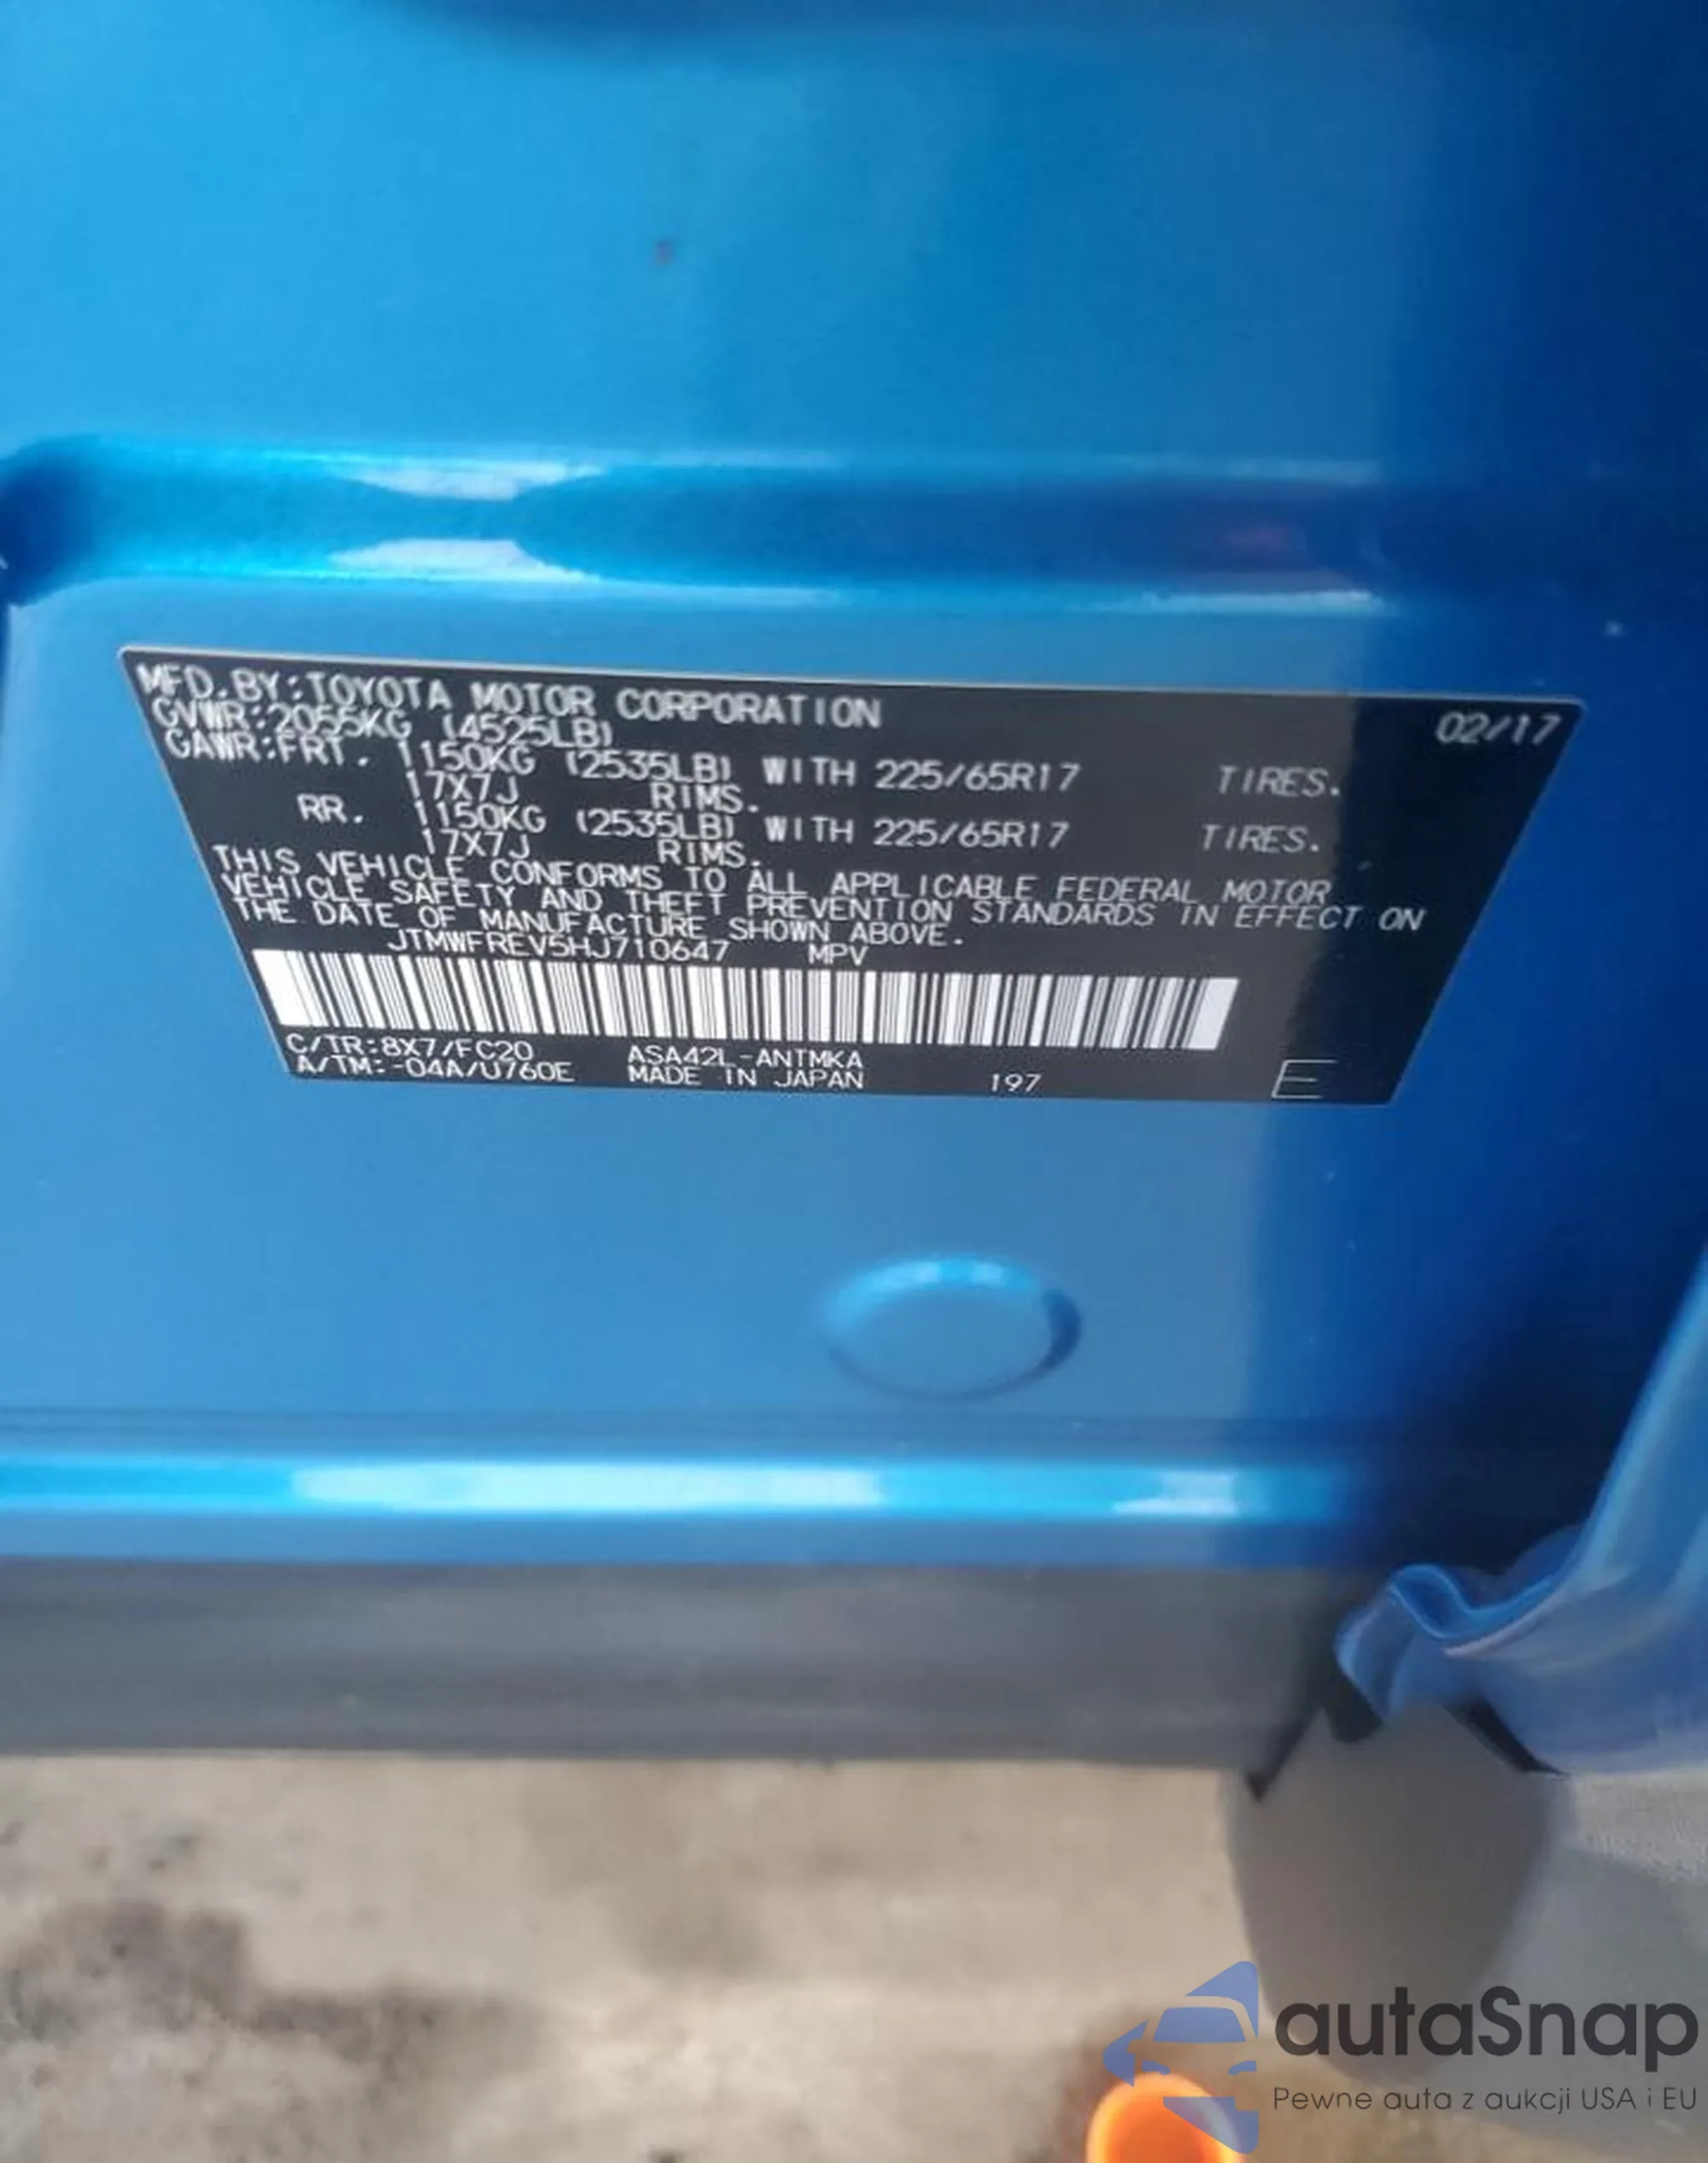 MFD.BY:TOYOTA MOTOR CORPORATION 02/17
GVWR:2055KG (4525LB)
GAWR:FRT. 1150KG (2535LB) WITH 225/65R17 TIRES.
17X7J RIMS.
RR. 1150KG (2535LB) WITH 225/65R17 TIRES.
17X7J RIMS.
THIS VEHICLE CONFORMS TO ALL APPLICABLE FEDERAL MOTOR
VEHICLE SAFETY AND THEFT PREVENTION STANDARDS IN EFFECT ON
THE DATE OF MANUFACTURE SHOWN ABOVE.
JTMWFREV5HJ710647 MPV
C/TR:8X7/FC20 ASA42L-ANTMKA
A/TM:-04A/U760E MADE IN JAPAN 197 E
autaSnap
Pewne auta z aukcji USA i EU